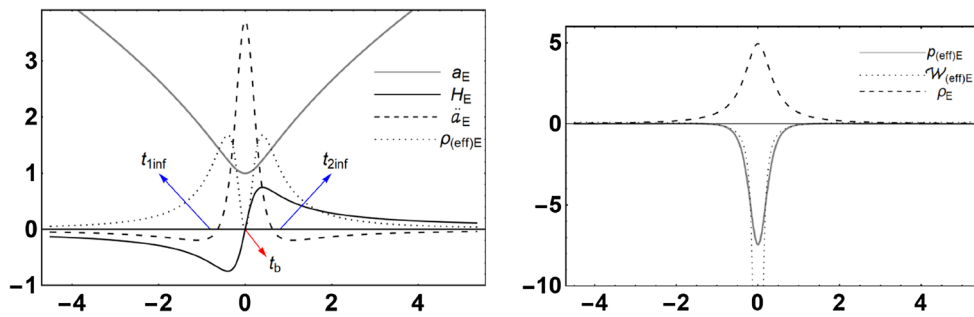 3
2
1
0
−1
a_E
H_E
ä_E
ρ_(eff)E
t_1inf
t_2inf
t_b
−4 −2 0 2 4
5
0
−5
−10
p_(eff)E
𝒲_(eff)E
ρ_E
−4 −2 0 2 4